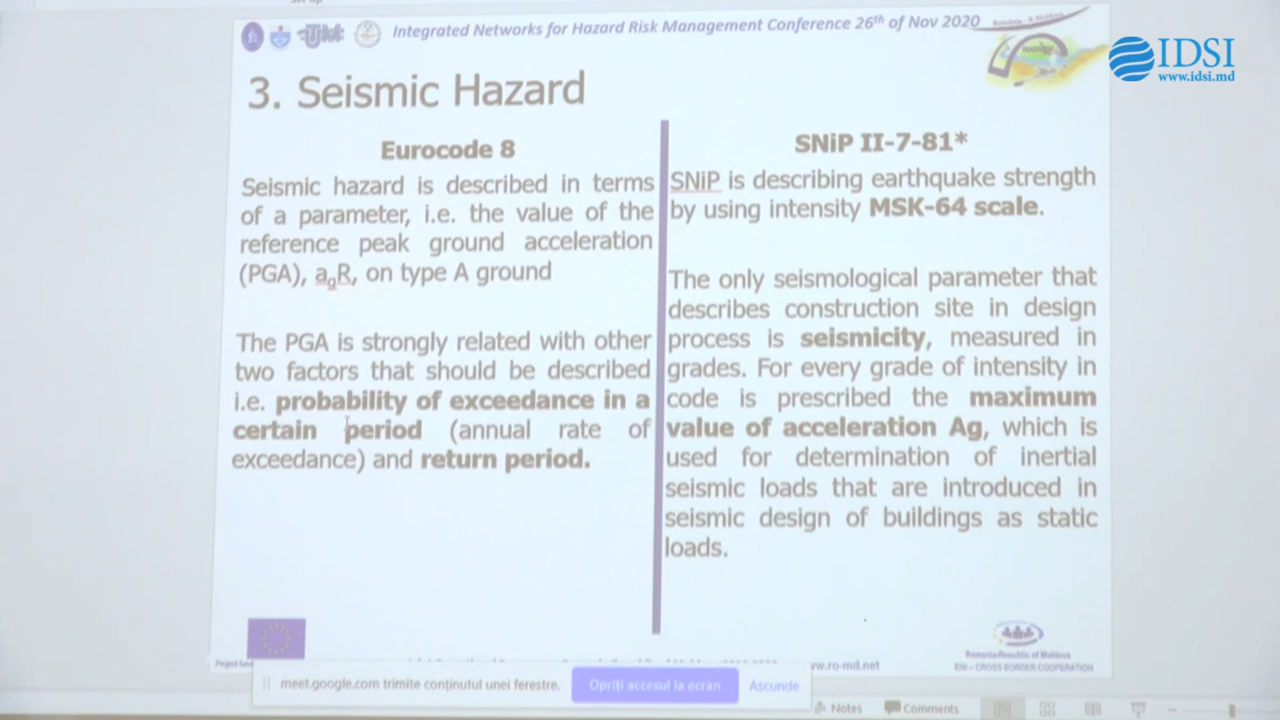 Integrated Networks for Hazard Risk Management Conference 26th of Nov 2020
IDSI
www.idsi.md
3. Seismic Hazard
Eurocode 8
Seismic hazard is described in terms
of a parameter, i.e. the value of the
reference peak ground acceleration
(PGA), agR, on type A ground
The PGA is strongly related with other
two factors that should be described
i.e. probability of exceedance in a
certain period (annual rate of
exceedance) and return period.
SNiP II-7-81*
SNiP is describing earthquake strength
by using intensity MSK-64 scale.
The only seismological parameter that
describes construction site in design
process is seismicity, measured in
grades. For every grade of intensity in
code is prescribed the maximum
value of acceleration Ag, which is
used for determination of inertial
seismic loads that are introduced in
seismic design of buildings as static
loads.
Romania-Republic of Moldova
ENI - CROSS BORDER COOPERATION
w.ro-md.net
meet.google.com trimite conținutul unei ferestre.
Opriți accesul la ecran
Ascunde
Notes
Comments